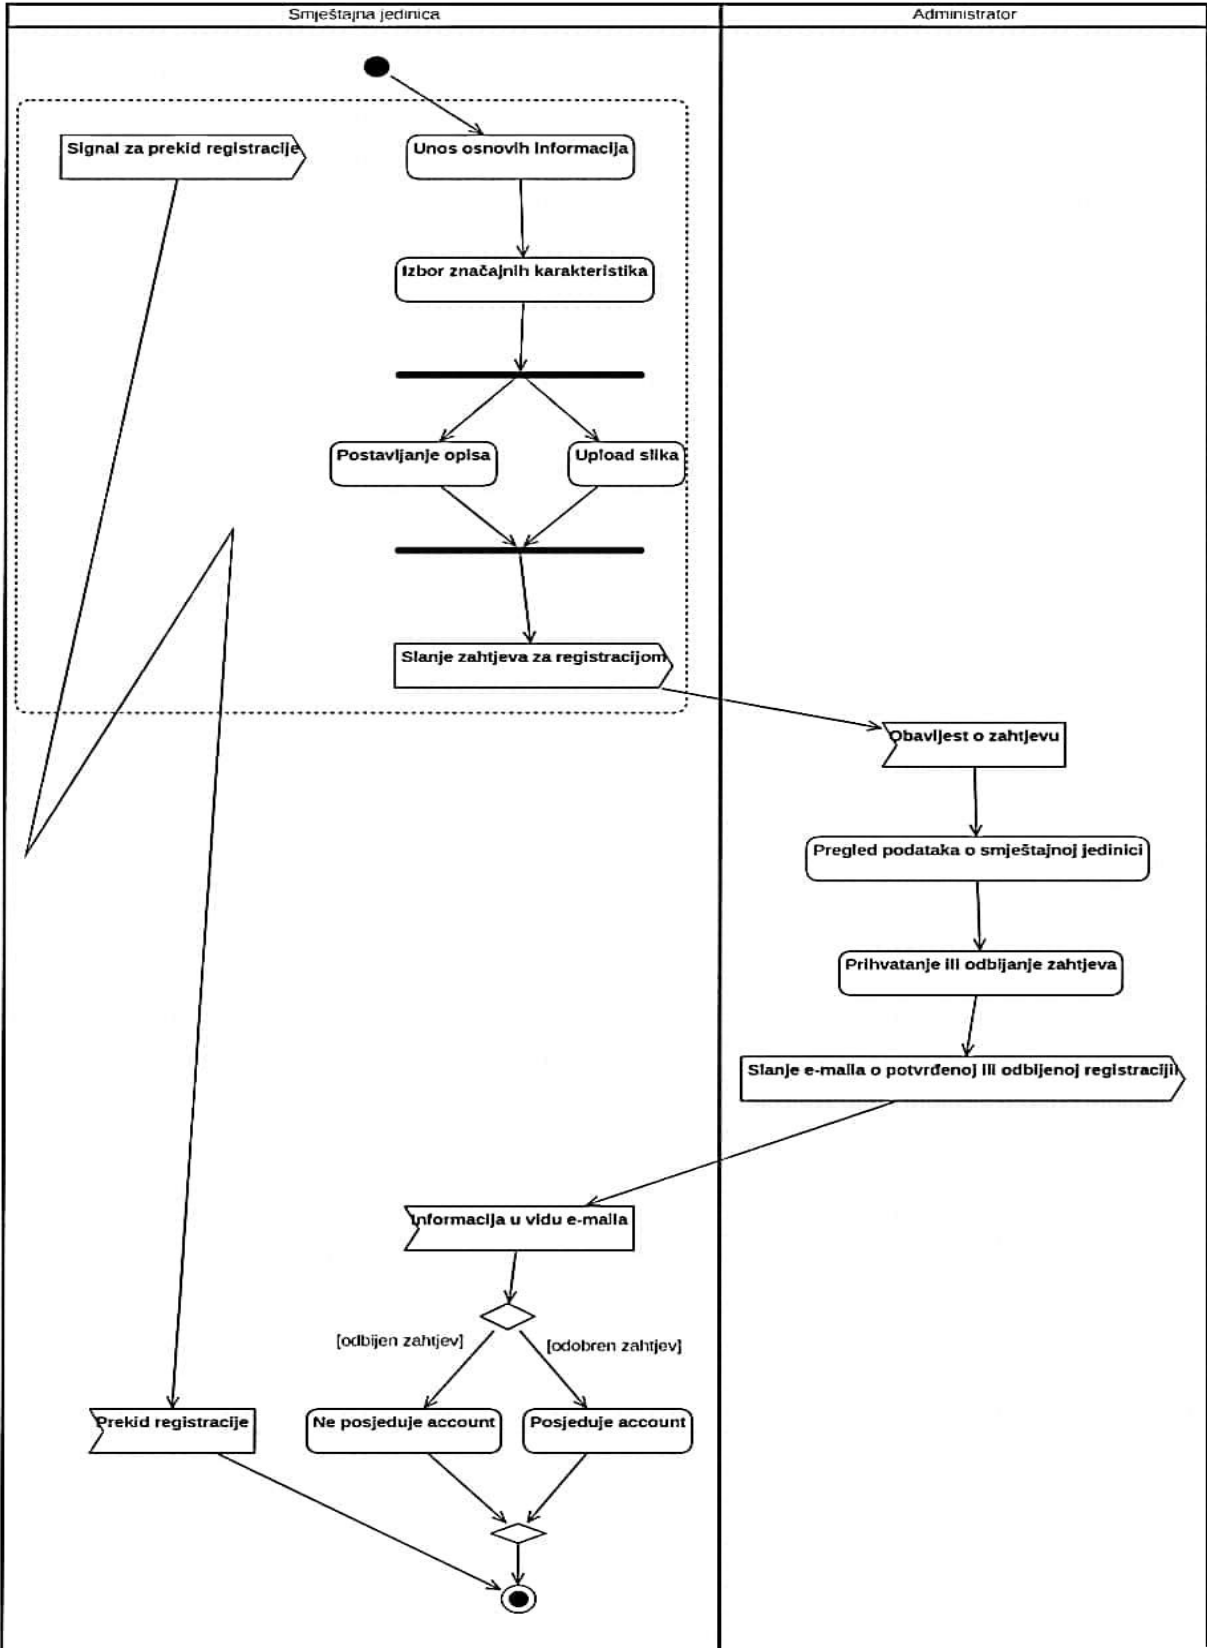 Smještajna jedinica
Administrator
Signal za prekid registracije
Unos osnovih informacija
Izbor značajnih karakteristika
Postavljanje opisa
Upload slika
Slanje zahtjeva za registracijom
Obavijest o zahtjevu
Pregled podataka o smještajnoj jedinici
Prihvatanje ili odbijanje zahtjeva
Slanje e-maila o potvrđenoj ili odbijenoj registraciji
Informacija u vidu e-maila
[odbijen zahtjev]
[odobren zahtjev]
Prekid registracije
Ne posjeduje account
Posjeduje account